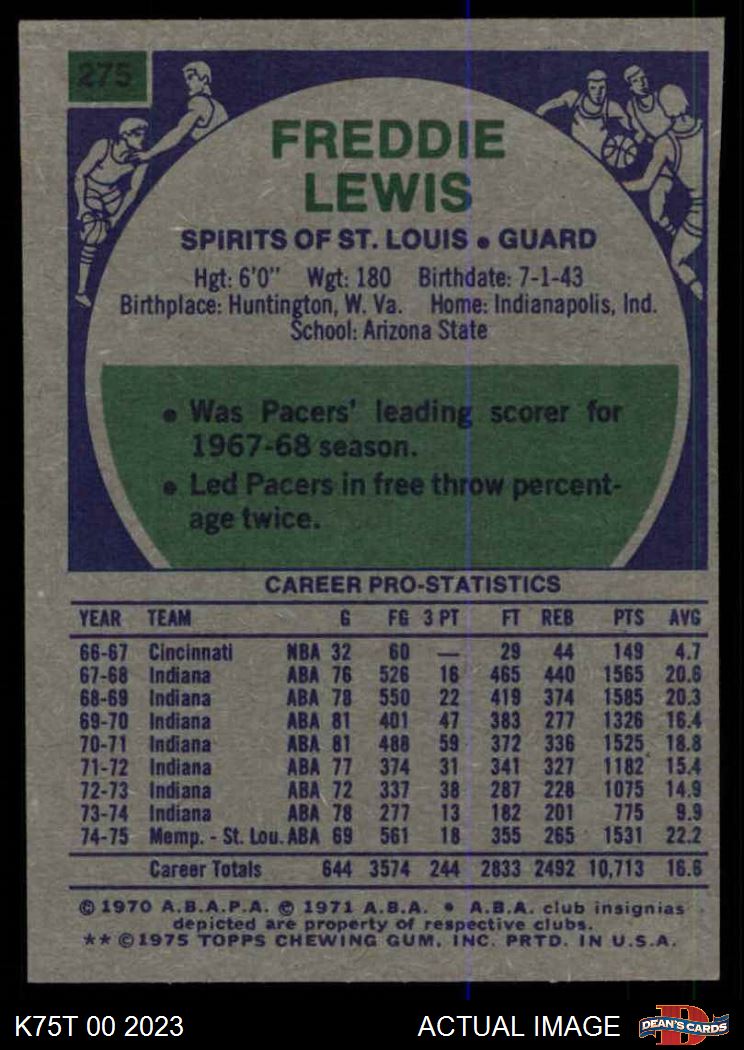 275
FREDDIE
LEWIS
SPIRITS OF ST. LOUIS • GUARD
Hgt: 6'0" Wgt: 180 Birthdate: 7-1-43
Birthplace: Huntington, W. Va. Home: Indianapolis, Ind.
School: Arizona State
• Was Pacers' leading scorer for
1967-68 season.
• Led Pacers in free throw percent-
age twice.
CAREER PRO-STATISTICS
YEAR TEAM G FG 3 PT FT REB PTS AVG
66-67 Cincinnati NBA 32 60 — 29 44 149 4.7
67-68 Indiana ABA 76 526 16 465 440 1565 20.6
68-69 Indiana ABA 78 550 22 419 374 1585 20.3
69-70 Indiana ABA 81 401 47 383 277 1326 16.4
70-71 Indiana ABA 81 488 59 372 336 1525 18.8
71-72 Indiana ABA 77 374 31 341 327 1182 15.4
72-73 Indiana ABA 72 337 38 287 228 1075 14.9
73-74 Indiana ABA 78 277 13 182 201 775 9.9
74-75 Memp. - St. Lou. ABA 69 561 18 355 265 1531 22.2
Career Totals 644 3574 244 2833 2492 10,713 16.6
© 1970 A.B.A.P.A. © 1971 A.B.A. • A.B.A. club insignias
depicted are property of respective clubs.
** ©1975 TOPPS CHEWING GUM, INC. PRTD. IN U.S.A.
K75T 00 2023 ACTUAL IMAGE DEAN'S CARDS